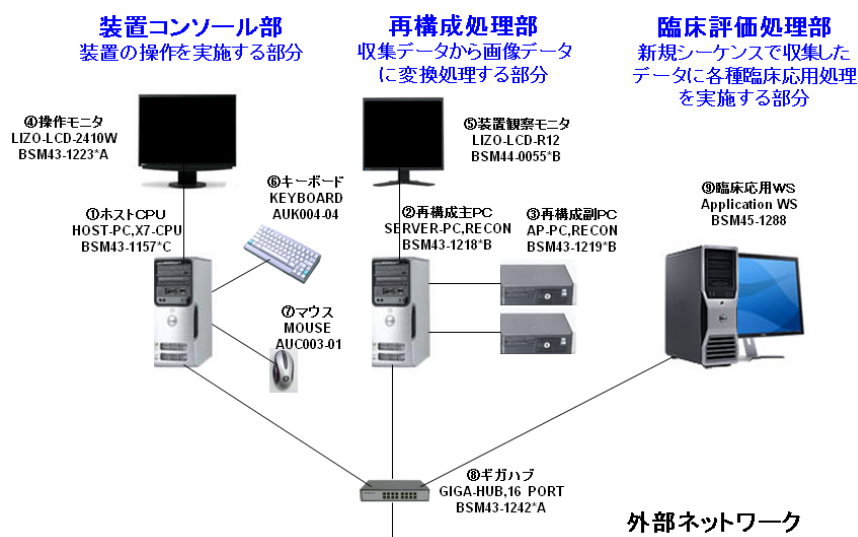 装置コンソール部
装置の操作を実施する部分
再構成処理部
収集データから画像データ
に変換処理する部分
臨床評価処理部
新規シーケンスで収集した
データに各種臨床応用処理
を実施する部分
④操作モニタ
LIZO-LCD-2410W
BSM43-1223*A
⑤装置観察モニタ
LIZO-LCD-R12
BSM44-0055*B
⑥キーボード
KEYBOARD
AUK004-04
①ホストCPU
HOST-PC,X7-CPU
BSM43-1157*C
②再構成主PC
SERVER-PC,RECON
BSM43-1218*B
③再構成副PC
AP-PC,RECON
BSM43-1219*B
⑨臨床応用WS
Application WS
BSM45-1288
⑦マウス
MOUSE
AUC003-01
⑧ギガハブ
GIGA-HUB,16 PORT
BSM43-1242*A
外部ネットワーク